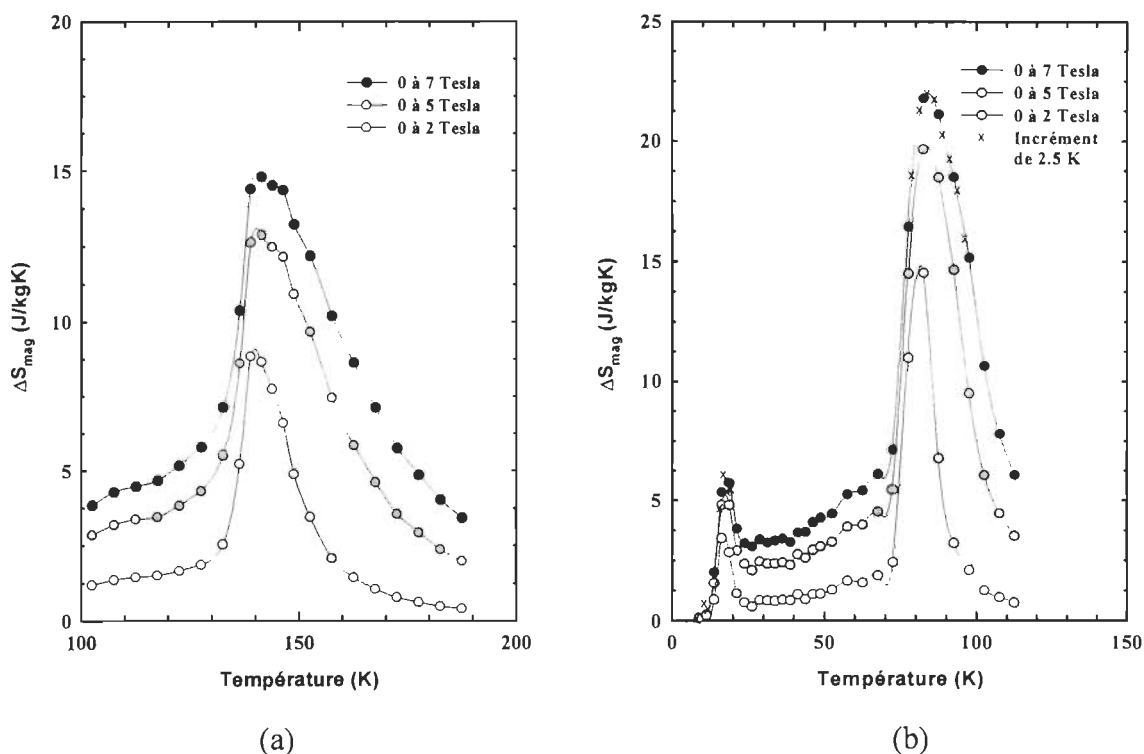 20
15
10
5
0
ΔS_mag (J/kgK)
0 à 7 Tesla
0 à 5 Tesla
0 à 2 Tesla
100
150
200
Température (K)
(a)
25
20
15
10
5
0
ΔS_mag (J/kgK)
0 à 7 Tesla
0 à 5 Tesla
0 à 2 Tesla
Incrément
de 2.5 K
0
50
100
150
Température (K)
(b)